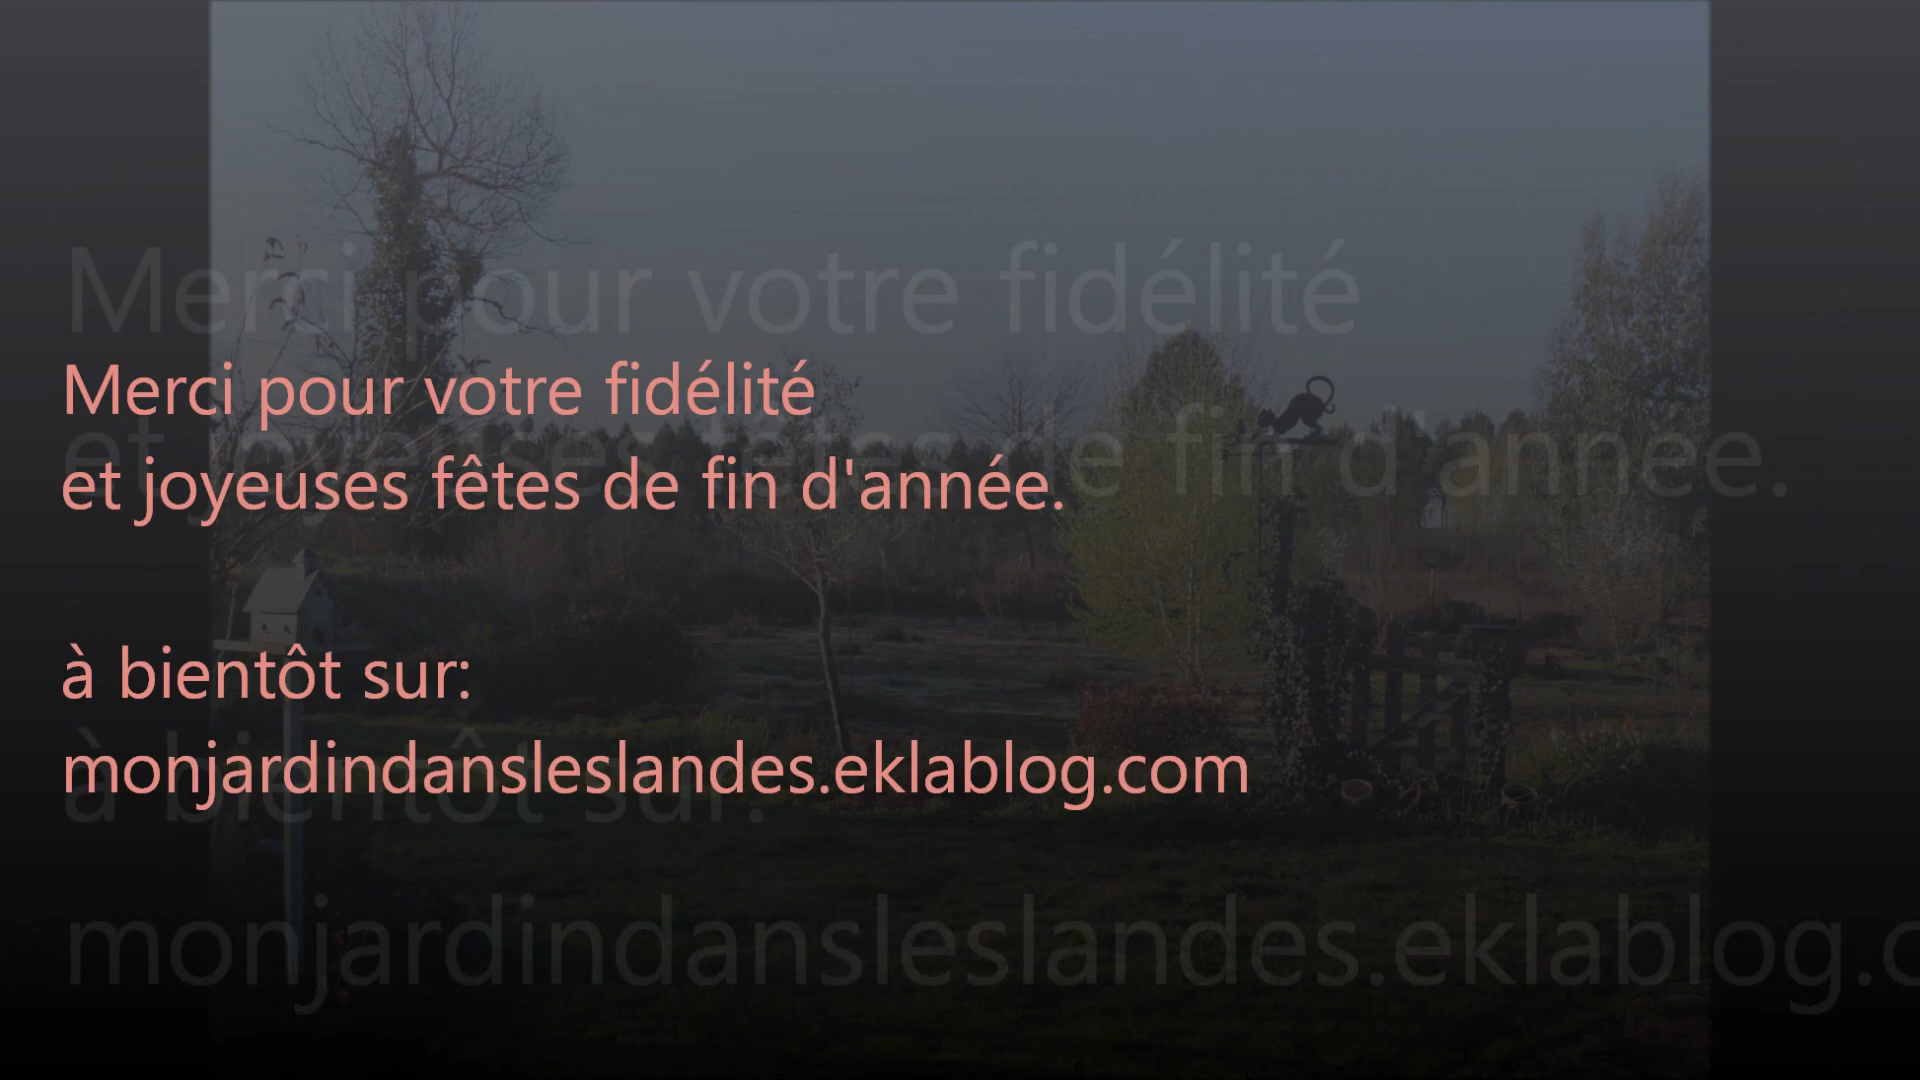 Merci pour votre fidélité
et joyeuses fêtes de fin d'année.
à bientôt sur:
monjardindansleslandes.eklablog.com